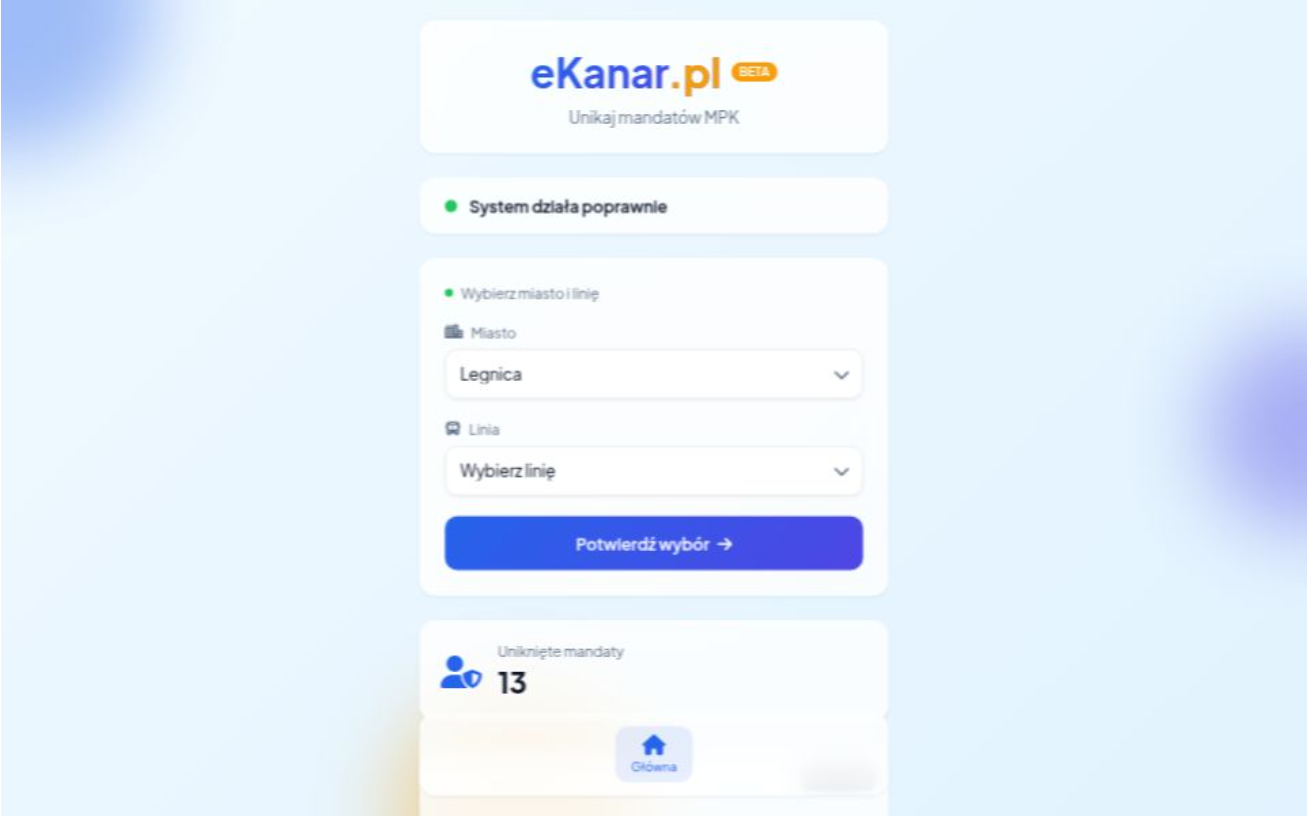 eKanar.pl BETA
Unikaj mandatów MPK
System działa poprawnie
Wybierz miasto i linię
Miasto
Legnica
Linia
Wybierz linię
Potwierdź wybór →
Uniknięte mandaty
13
Główna